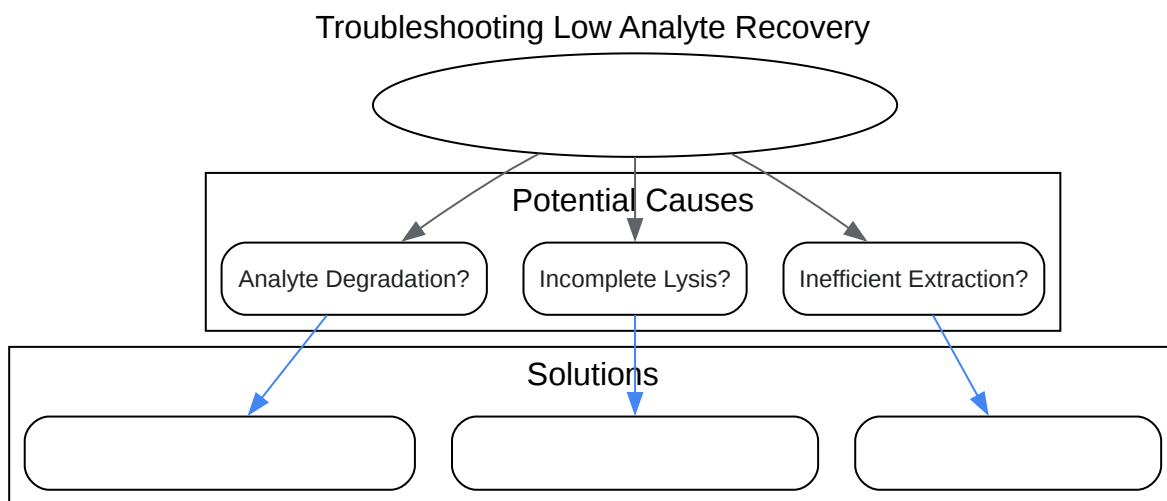 Troubleshooting Low Analyte Recovery
Potential Causes
Analyte Degradation?
Incomplete Lysis?
Inefficient Extraction?
Solutions